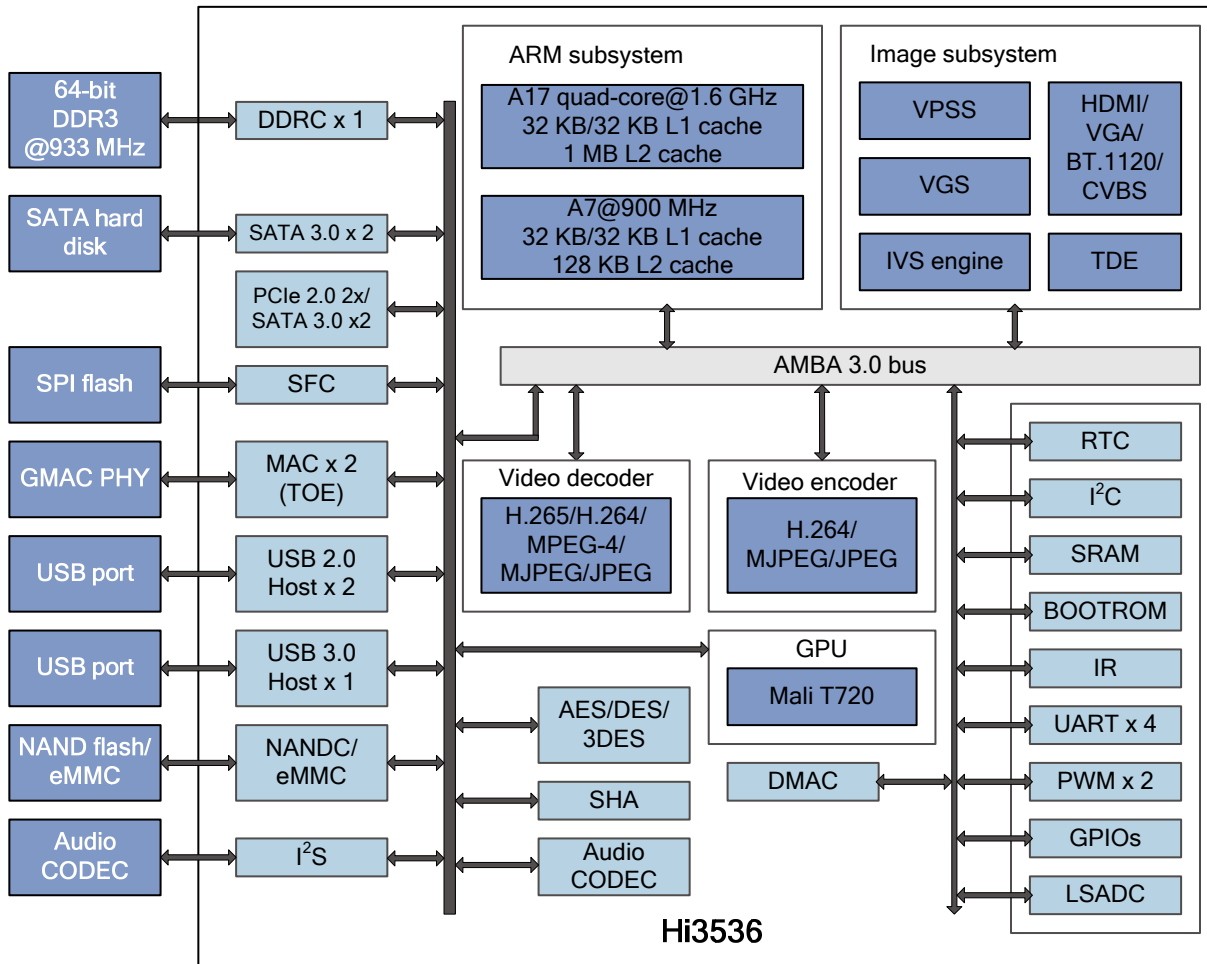 64-bit
DDR3
@933 MHz
SATA hard
disk
SPI flash
GMAC PHY
USB port
USB port
NAND flash/
eMMC
Audio
CODEC
DDRC x 1
SATA 3.0 x 2
PCIe 2.0 2x/
SATA 3.0 x2
SFC
MAC x 2
(TOE)
USB 2.0
Host x 2
USB 3.0
Host x 1
NANDC/
eMMC
I²S
ARM subsystem
A17 quad-core@1.6 GHz
32 KB/32 KB L1 cache
1 MB L2 cache
A7@900 MHz
32 KB/32 KB L1 cache
128 KB L2 cache
Image subsystem
VPSS
VGS
IVS engine
HDMI/
VGA/
BT.1120/
CVBS
TDE
AMBA 3.0 bus
Video decoder
H.265/H.264/
MPEG-4/
MJPEG/JPEG
Video encoder
H.264/
MJPEG/JPEG
GPU
Mali T720
AES/DES/
3DES
SHA
Audio
CODEC
DMAC
RTC
I²C
SRAM
BOOTROM
IR
UART x 4
PWM x 2
GPIOs
LSADC
Hi3536